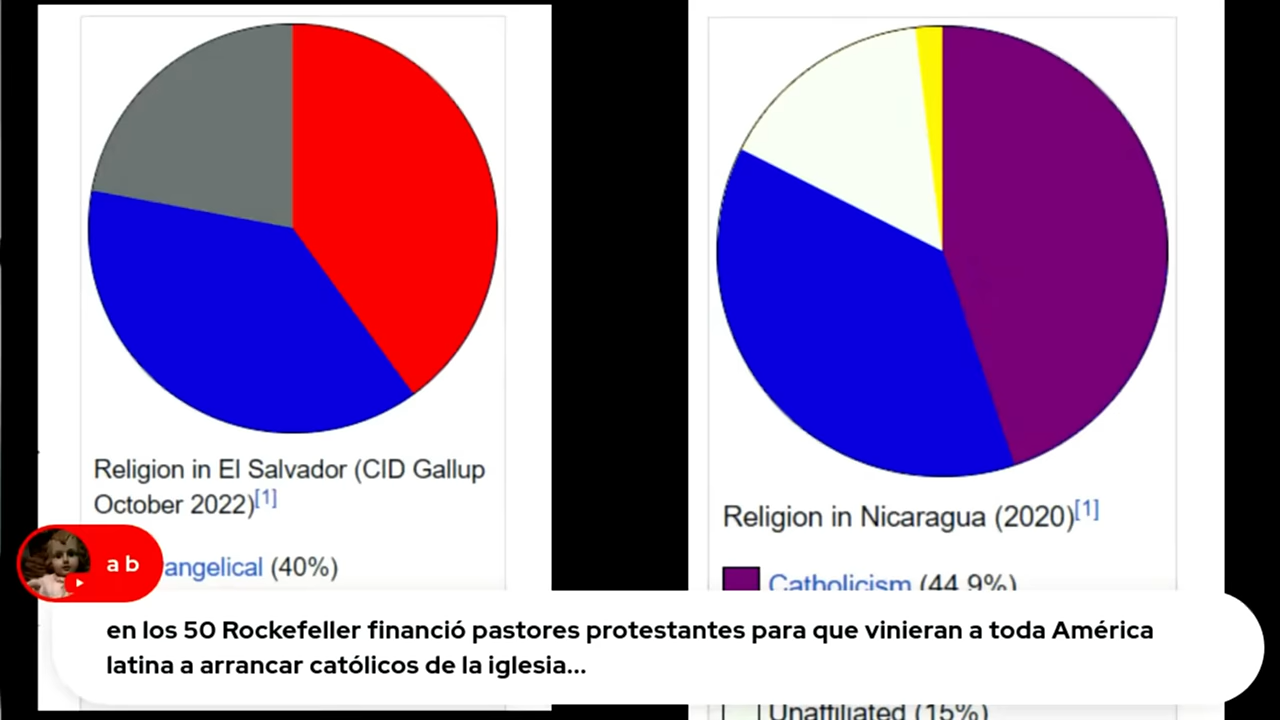 Religion in El Salvador (CID Gallup
October 2022)[1]
angelical (40%)
Religion in Nicaragua (2020)[1]
Catholicism (44.9%)
a b
en los 50 Rockefeller financió pastores protestantes para que vinieran a toda América
latina a arrancar católicos de la iglesia...
Unaffiliated (15%)